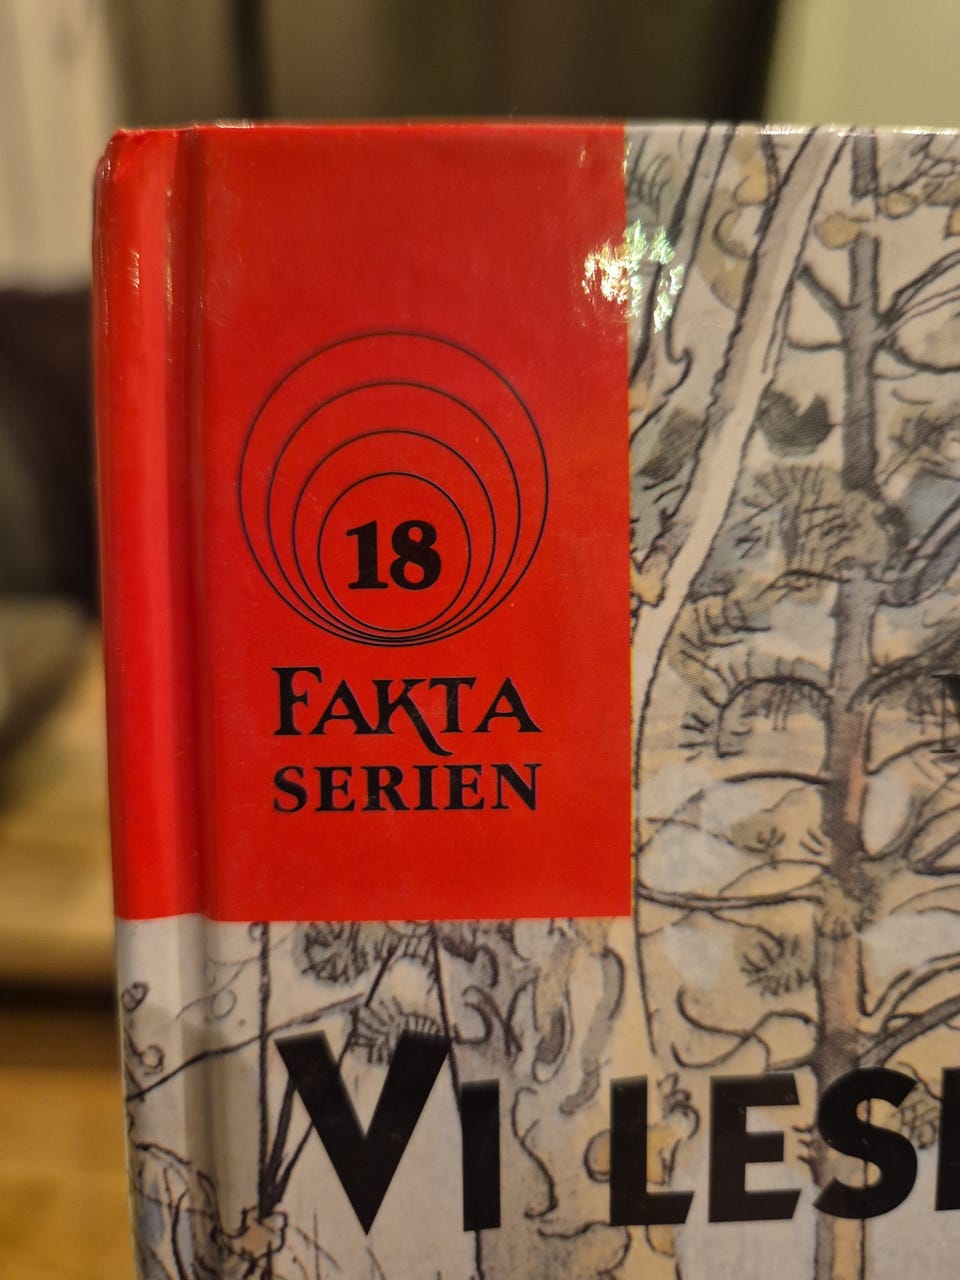 18
FAKTA
SERIEN
VI LES